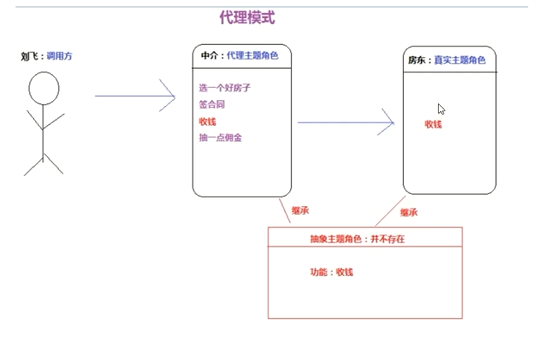 代理模式
刘飞：调用方
中介：代理主题角色
房东：真实主题角色
选一个好房子
签合同
收钱
抽一点佣金
收钱
继承
继承
抽象主题角色：并不存在
功能：收钱